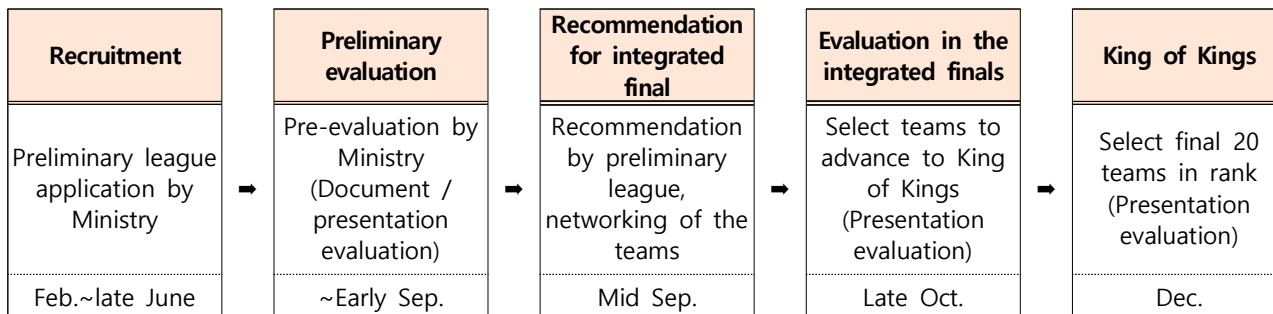 Recruitment
Preliminary league
application by
Ministry
Feb.~late June
➡
Preliminary
evaluation
Pre-evaluation by
Ministry
(Document /
presentation
evaluation)
~Early Sep.
➡
Recommendation
for integrated
final
Recommendation
by preliminary
league,
networking of the
teams
Mid Sep.
➡
Evaluation in the
integrated finals
Select teams to
advance to King
of Kings
(Presentation
evaluation)
Late Oct.
➡
King of Kings
Select final 20
teams in rank
(Presentation
evaluation)
Dec.